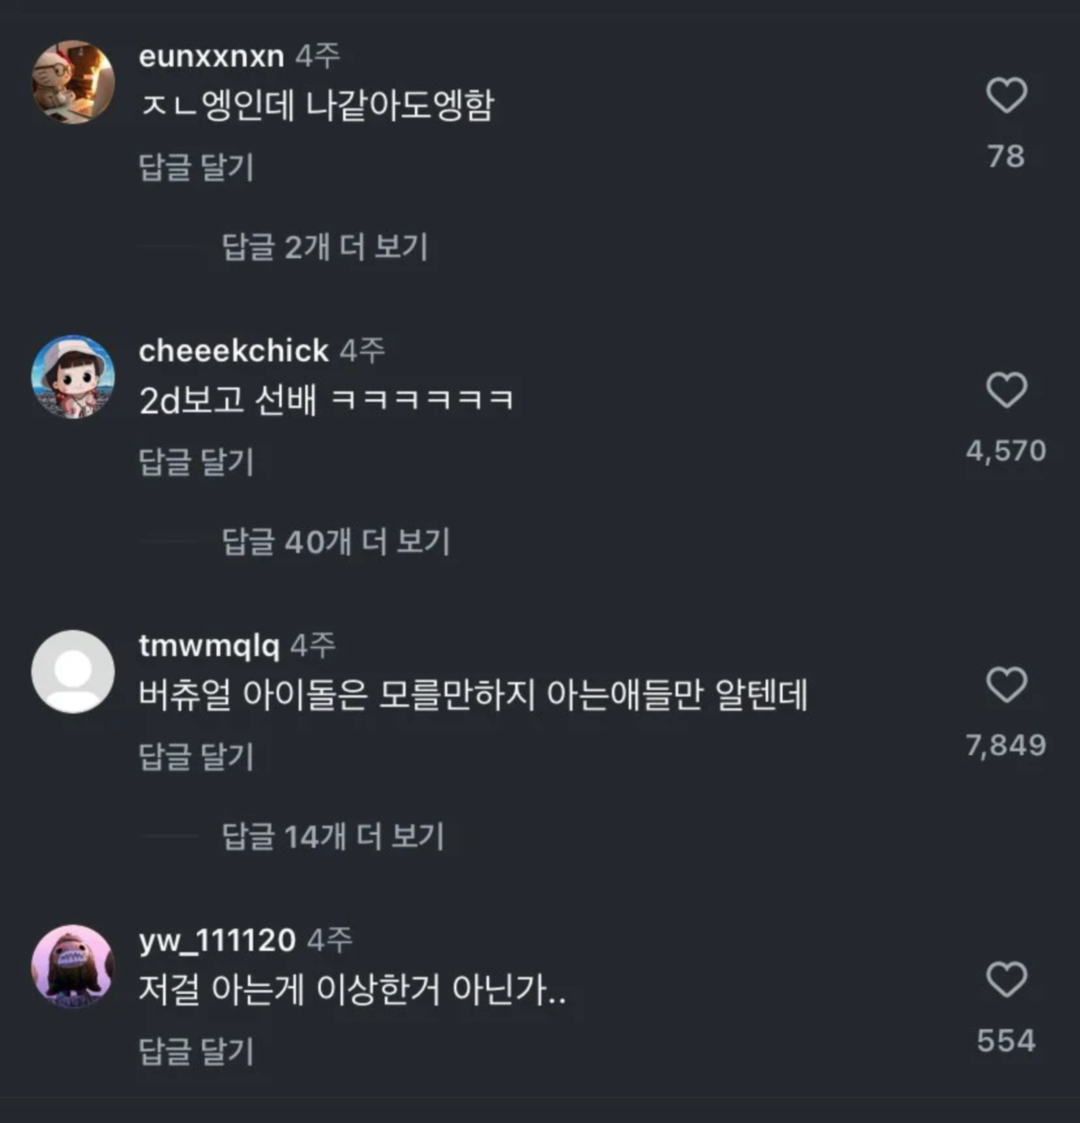 eunxxnxn 4주
ㅈㄴ엥인데 나같아도엥함
78
답글 달기
답글 2개 더 보기
cheeekchick 4주
2d보고 선배 ㅋㅋㅋㅋㅋㅋ
4,570
답글 달기
답글 40개 더 보기
tmwmqlq 4주
버츄얼 아이돌은 모를만하지 아는애들만 알텐데
7,849
답글 달기
답글 14개 더 보기
yw_111120 4주
저걸 아는게 이상한거 아닌가..
554
답글 달기